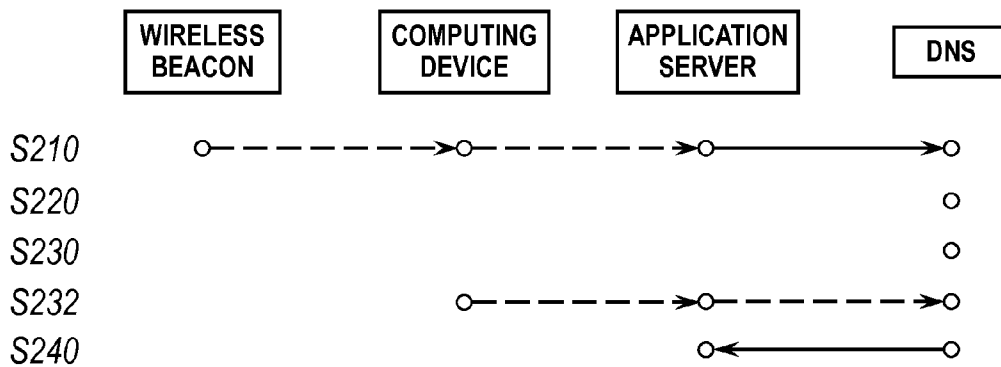 WIRELESS
BEACON
COMPUTING
DEVICE
APPLICATION
SERVER
DNS
S210
S220
S230
S232
S240